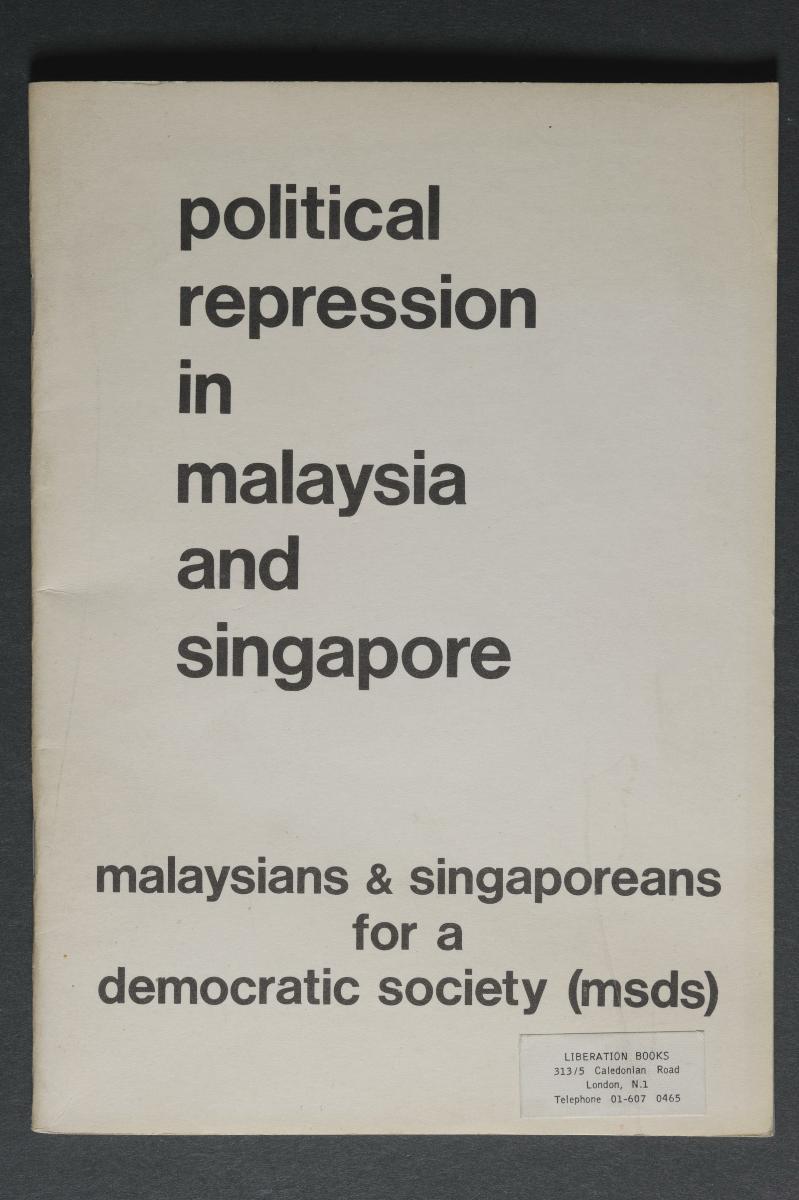 political
repression
in
malaysia
and
singapore
malaysians & singaporeans
for a
democratic society (msds)
LIBERATION BOOKS
313/5 Caledonian Road
London, N.1
Telephone 01-607 0465